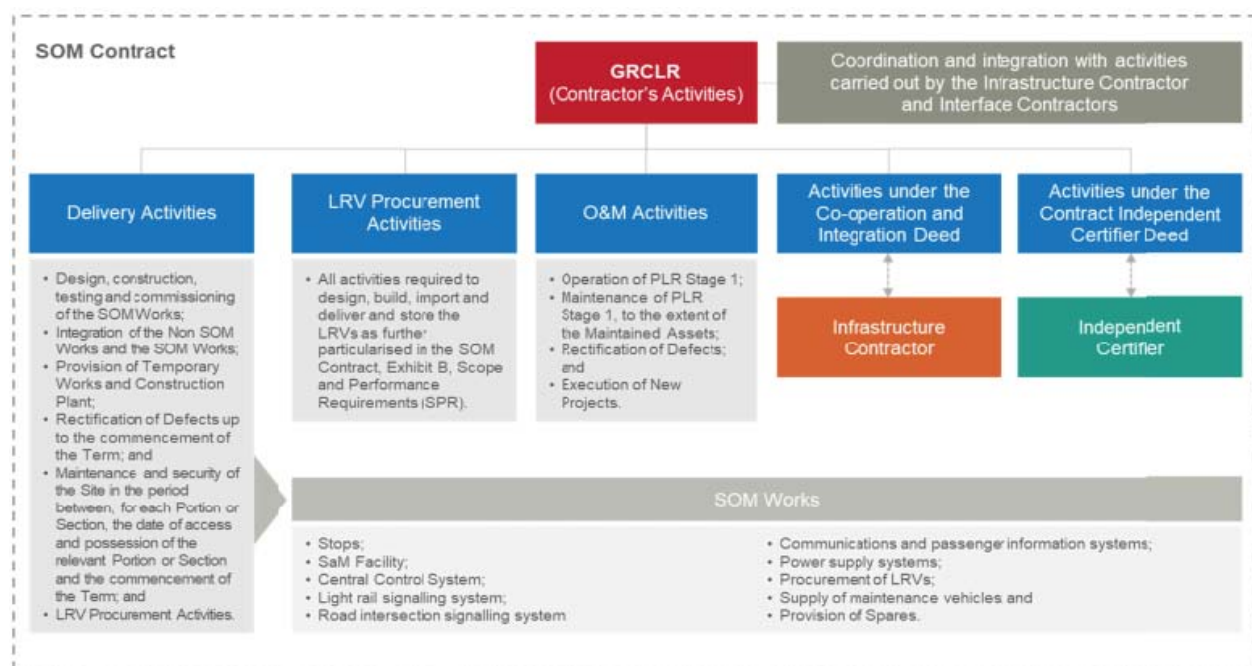 SOM Contract
GRCLR
(Contractor's Activities)
Coordination and integration with activities
carried out by the Infrastructure Contractor
and Interface Contractors
Delivery Activities
LRV Procurement
Activities
O&M Activities
Activities under the
Co-operation and
Integration Deed
Activities under the
Contract Independent
Certifier Deed
• Design, construction,
testing and commissioning
of the SOM Works;
• Integration of the Non SOM
Works and the SOM Works;
• Provision of Temporary
Works and Construction
Plant;
• Rectification of Defects up
to the commencement of
the Term; and
• Maintenance and security of
the Site in the period
between, for each Portion or
Section, the date of access
and possession of the
relevant Portion or Section
and the commencement of
the Term; and
• LRV Procurement Activities.
• All activities required to
design, build, import and
deliver and store the
LRVs as further
particularised in the SOM
Contract, Exhibit B, Scope
and Performance
Requirements (SPR).
• Operation of PLR Stage 1;
• Maintenance of PLR
Stage 1, to the extent of
the Maintained Assets;
• Rectification of Defects;
and
• Execution of New
Projects.
Infrastructure
Contractor
Independent
Certifier
SOM Works
• Stops;
• SaM Facility;
• Central Control System;
• Light rail signalling system;
• Road intersection signalling system
• Communications and passenger information systems;
• Power supply systems;
• Procurement of LRVs;
• Supply of maintenance vehicles and
• Provision of Spares.